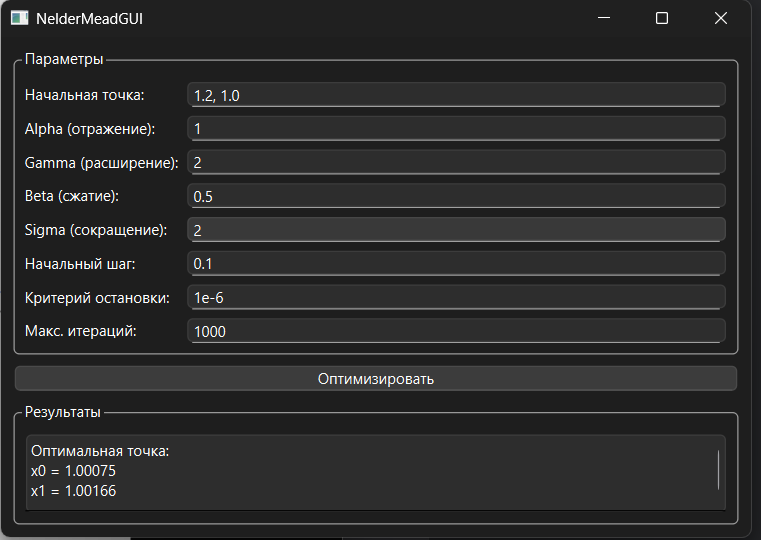 NelderMeadGUI
Параметры
Начальная точка: 1.2, 1.0
Alpha (отражение): 1
Gamma (расширение): 2
Beta (сжатие): 0.5
Sigma (сокращение): 2
Начальный шаг: 0.1
Критерий остановки: 1e-6
Макс. итераций: 1000
Оптимизировать
Результаты
Оптимальная точка:
x0 = 1.00075
x1 = 1.00166